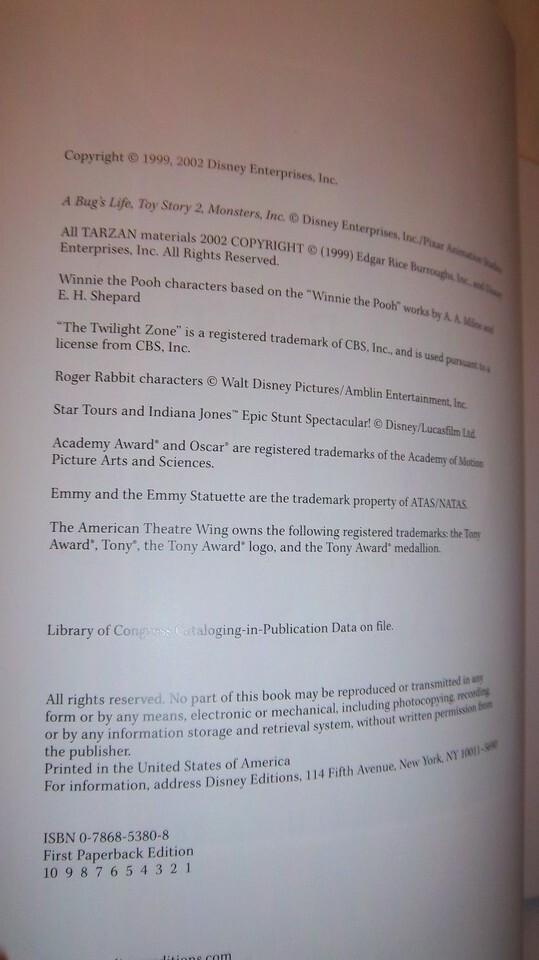 Copyright © 1999, 2002 Disney Enterprises, Inc.
A Bug's Life, Toy Story 2, Monsters, Inc. © Disney Enterprises, Inc./Pixar Animation Studios
All TARZAN materials 2002 COPYRIGHT © (1999) Edgar Rice Burroughs, Inc., and Disney
Enterprises, Inc. All Rights Reserved.
Winnie the Pooh characters based on the "Winnie the Pooh" works by A. A. Milne and
E. H. Shepard
"The Twilight Zone" is a registered trademark of CBS, Inc., and is used pursuant to a
license from CBS, Inc.
Roger Rabbit characters © Walt Disney Pictures/Amblin Entertainment, Inc.
Star Tours and Indiana Jones™ Epic Stunt Spectacular! © Disney/Lucasfilm Ltd.
Academy Award® and Oscar® are registered trademarks of the Academy of Motion
Picture Arts and Sciences.
Emmy and the Emmy Statuette are the trademark property of ATAS/NATAS.
The American Theatre Wing owns the following registered trademarks: the Tony
Award®, Tony®, the Tony Award® logo, and the Tony Award® medallion.
Library of Congress Cataloging-in-Publication Data on file.
All rights reserved. No part of this book may be reproduced or transmitted in any
form or by any means, electronic or mechanical, including photocopying, recording,
or by any information storage and retrieval system, without written permission from
the publisher.
Printed in the United States of America
For information, address Disney Editions, 114 Fifth Avenue, New York, NY 10011-5690
ISBN 0-7868-5380-8
First Paperback Edition
10 9 8 7 6 5 4 3 2 1